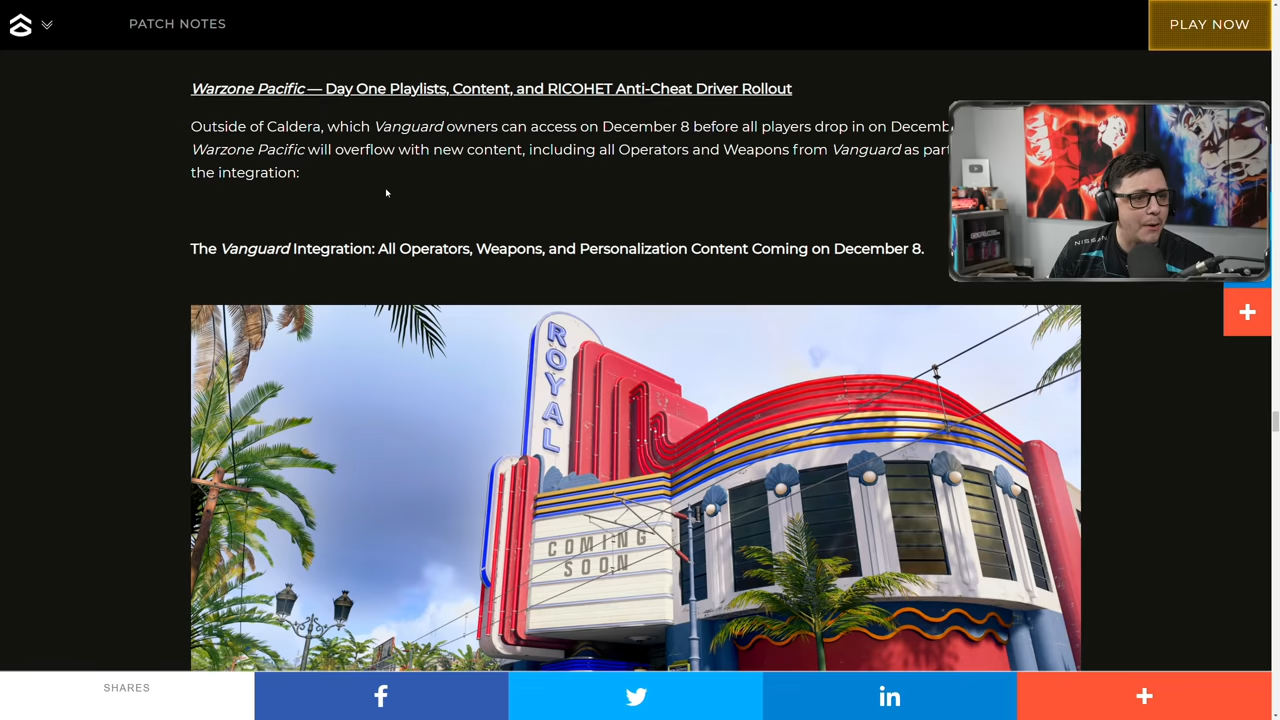 PATCH NOTES
PLAY NOW
Warzone Pacific — Day One Playlists, Content, and RICOHET Anti-Cheat Driver Rollout
Outside of Caldera, which Vanguard owners can access on December 8 before all players drop in on
Warzone Pacific will overflow with new content, including all Operators and Weapons from Vanguard as
the integration:
NISSAN
The Vanguard Integration: All Operators, Weapons, and Personalization Content Coming on December 8.
ROYAL
COMING
SOON
SHARES